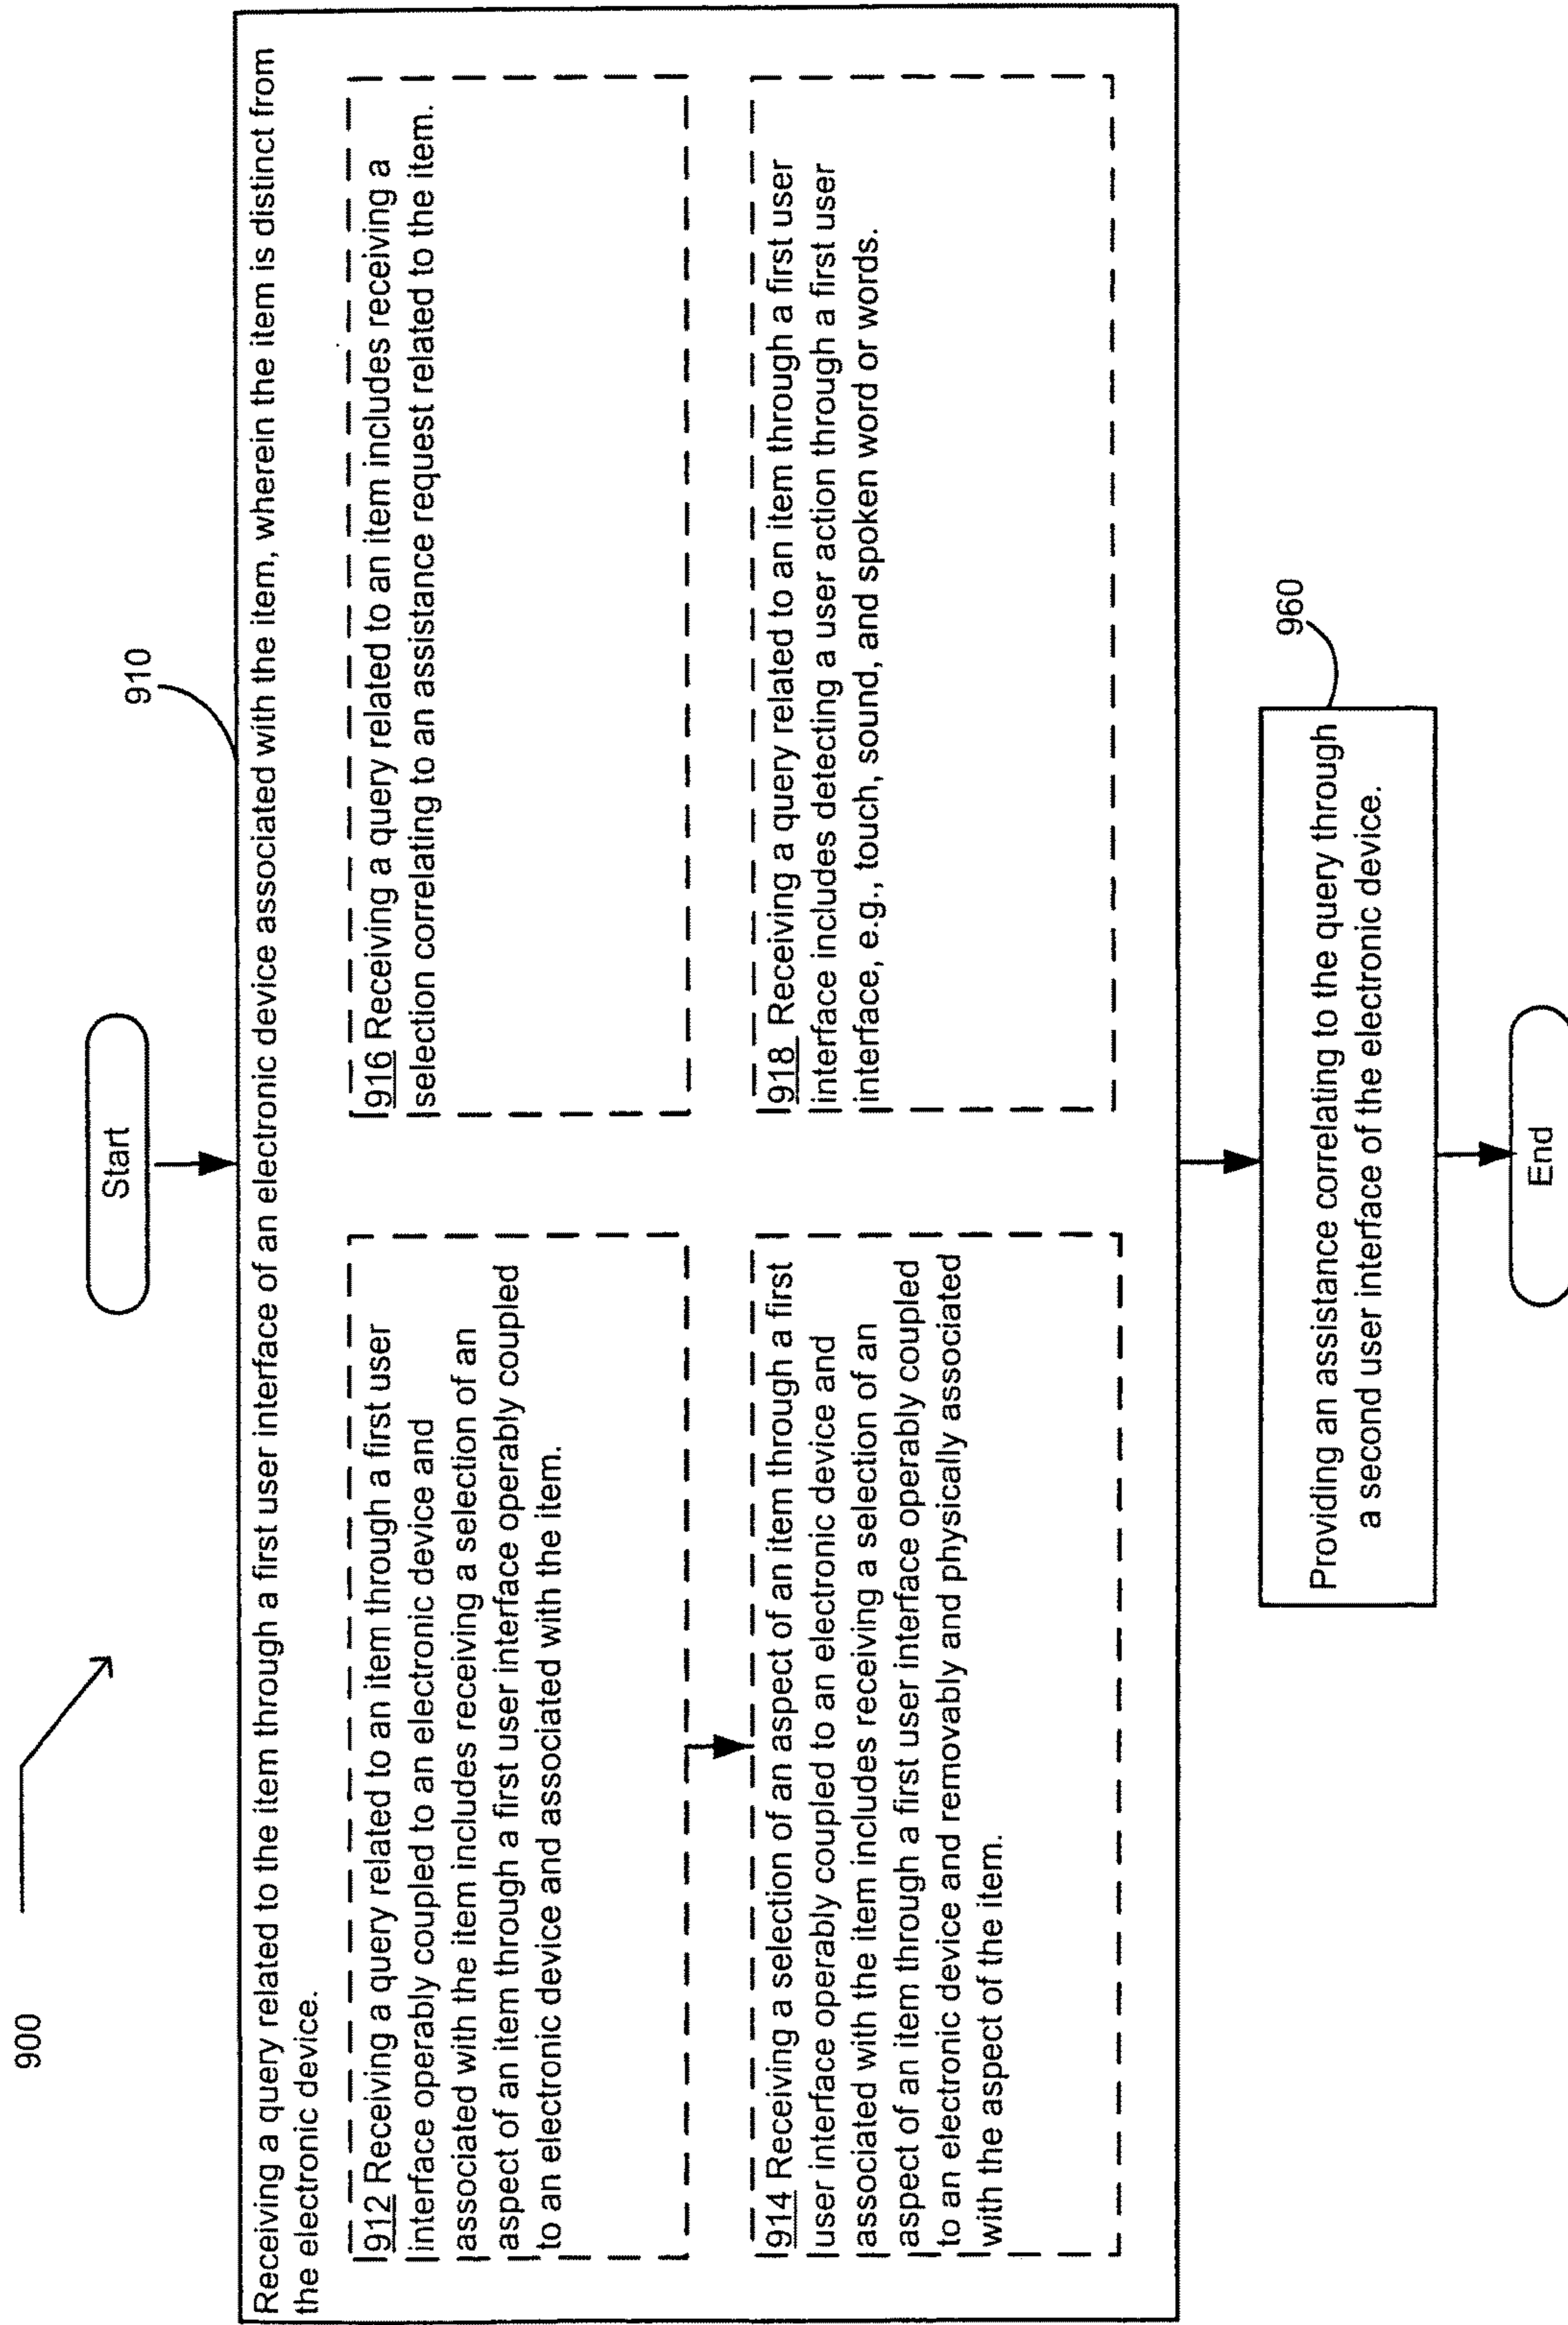 900
Start
910
Receiving a query related to the item through a first user interface of an electronic device associated with the item, wherein the item is distinct from
the electronic device.
912 Receiving a query related to an item through a first user
interface operably coupled to an electronic device and
associated with the item includes receiving a selection of an
aspect of an item through a first user interface operably coupled
to an electronic device and associated with the item.
914 Receiving a selection of an aspect of an item through a first
user interface operably coupled to an electronic device and
associated with the item includes receiving a selection of an
aspect of an item through a first user interface operably coupled
to an electronic device and removably and physically associated
with the aspect of the item.
916 Receiving a query related to an item includes receiving a
selection correlating to an assistance request related to the item.
918 Receiving a query related to an item through a first user
interface includes detecting a user action through a first user
interface, e.g., touch, sound, and spoken word or words.
960
Providing an assistance correlating to the query through
a second user interface of the electronic device.
End